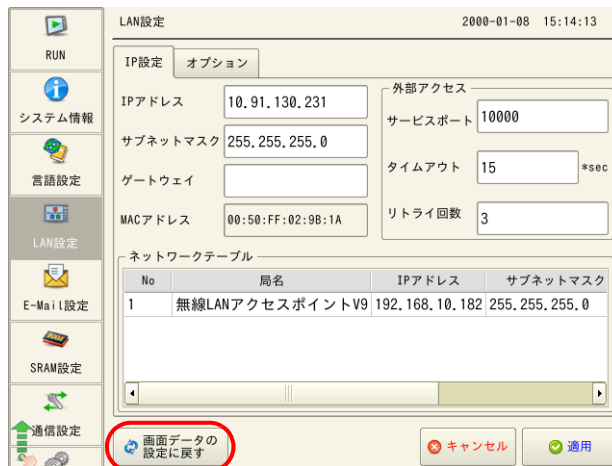 LAN設定
2000-01-08 15:14:13
RUN
システム情報
言語設定
LAN設定
E-Mail設定
SRAM設定
通信設定
IP設定
オプション
IPアドレス
10.91.130.231
サブネットマスク
255.255.255.0
ゲートウェイ
MACアドレス
00:50:FF:02:9B:1A
外部アクセス
サービスポート
10000
タイムアウト
15
*sec
リトライ回数
3
ネットワークテーブル
No 局名 IPアドレス サブネットマスク
1 無線LANアクセスポイントV9 192.168.10.182 255.255.255.0
画面データの
設定に戻す
キャンセル
適用